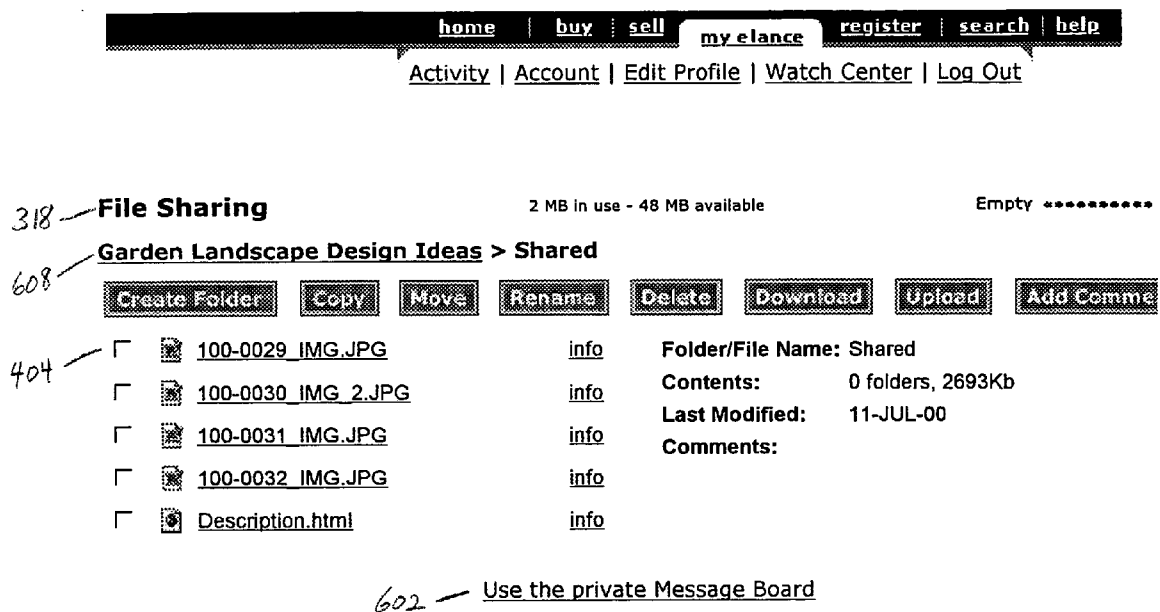 home | buy | sell my elance register | search | help
Activity | Account | Edit Profile | Watch Center | Log Out
318 File Sharing 2 MB in use - 48 MB available Empty
608 Garden Landscape Design Ideas > Shared
Create Folder Copy Move Rename Delete Download Upload Add Comme
404 100-0029_IMG.JPG info Folder/File Name: Shared
100-0030_IMG_2.JPG info Contents: 0 folders, 2693Kb
Last Modified: 11-JUL-00
100-0031_IMG.JPG info Comments:
100-0032_IMG.JPG info
Description.html info
602 Use the private Message Board